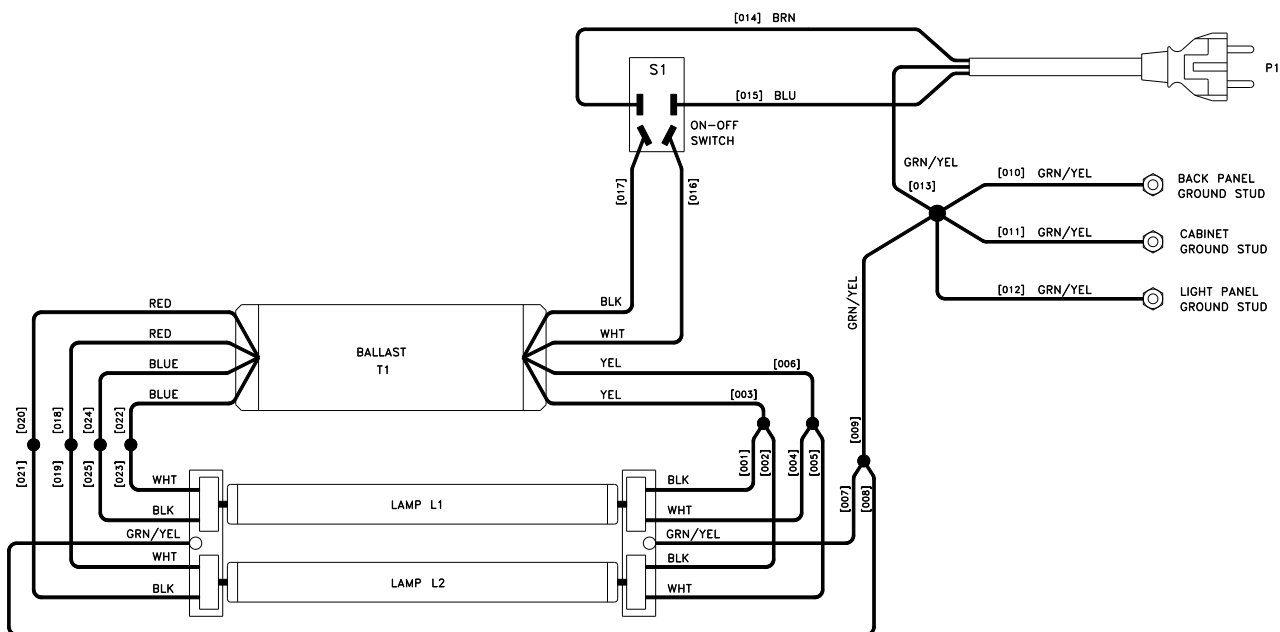 [014] BRN
S1
P1
[015] BLU
ON-OFF
SWITCH
GRN/YEL
[013]
[010] GRN/YEL
BACK PANEL
GROUND STUD
[017]
[016]
[011] GRN/YEL
CABINET
GROUND STUD
[012] GRN/YEL
LIGHT PANEL
GROUND STUD
GRN/YEL
RED
BLK
RED
WHT
BALLAST
T1
BLUE
YEL
[006]
BLUE
YEL
[003]
[020]
[018]
[024]
[022]
[009]
[021]
[019]
[025]
[023]
[001]
[002]
[004]
[005]
WHT
BLK
[007]
[008]
LAMP L1
BLK
WHT
GRN/YEL
GRN/YEL
WHT
BLK
LAMP L2
BLK
WHT